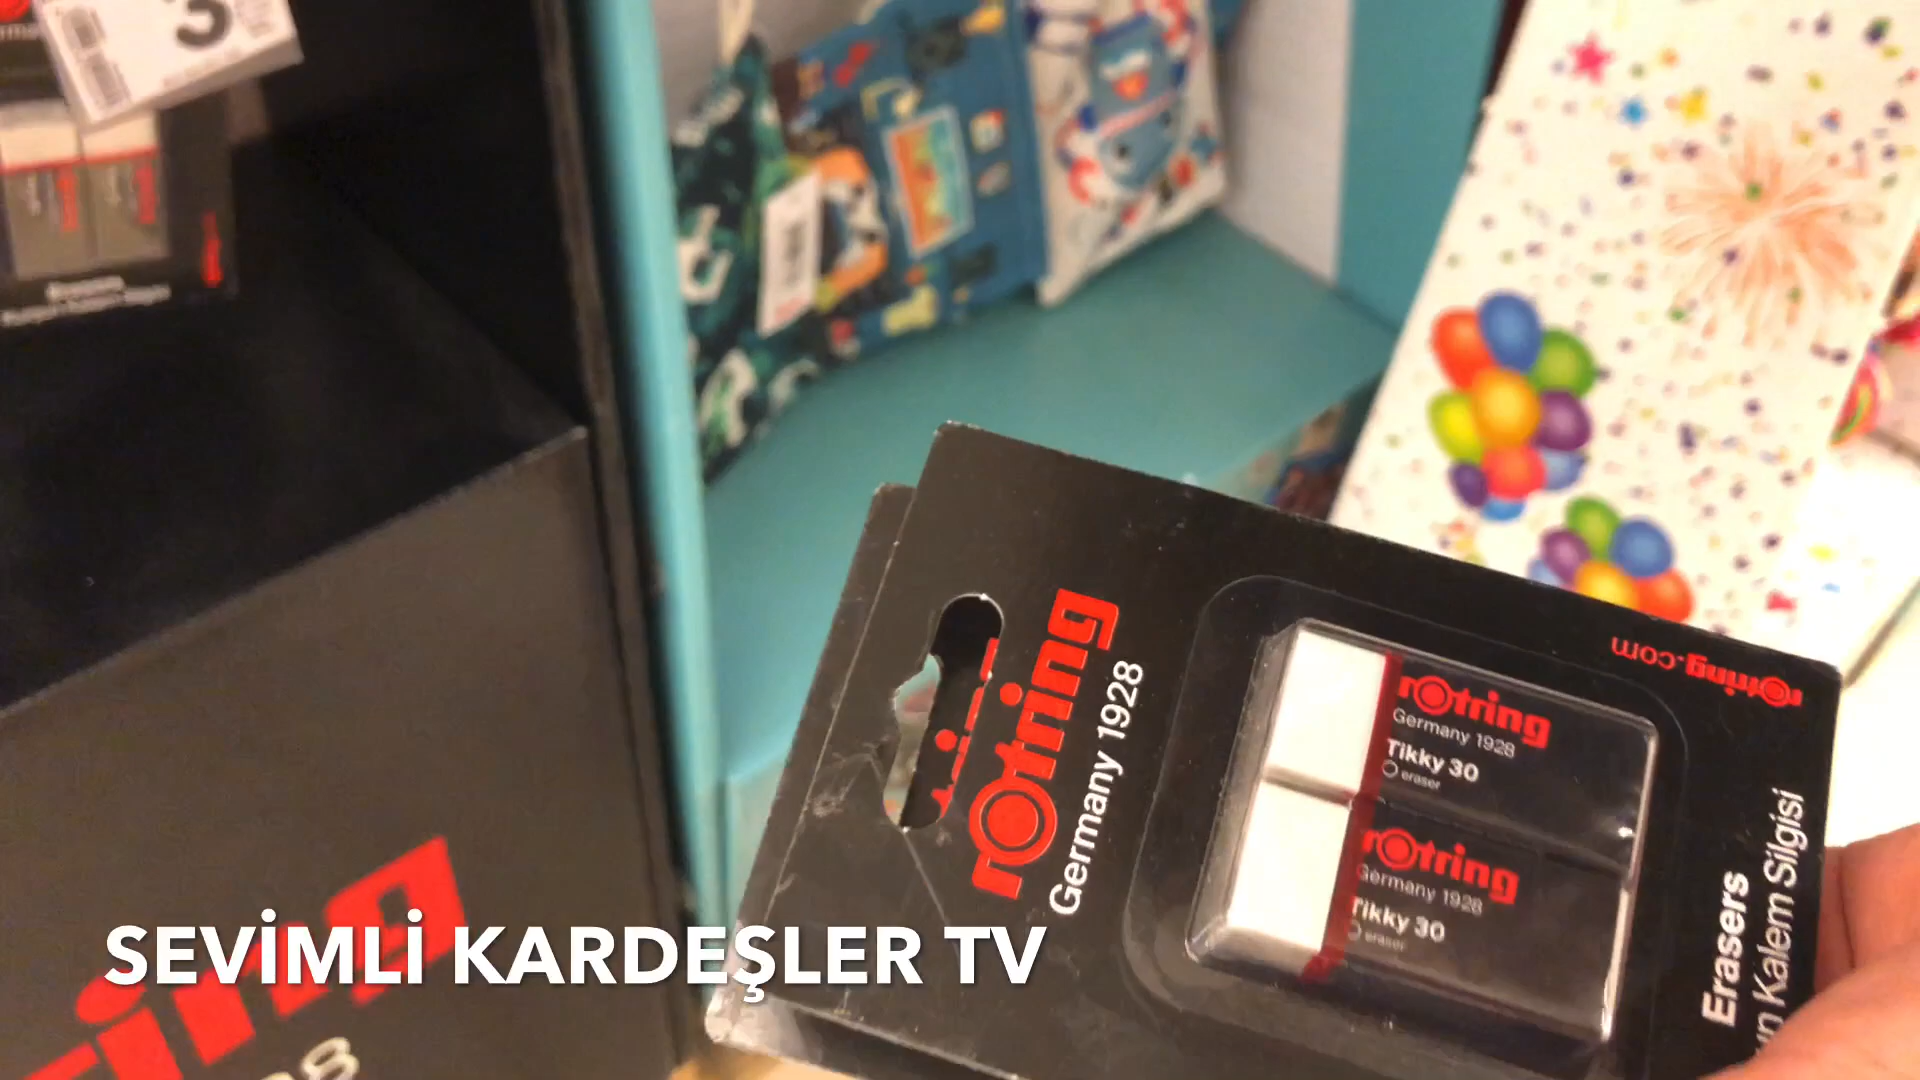 3
rotring
Germany 1928
rotring
Germany 1928
Tikky 30
eraser
rotring
Germany 1928
Tikky 30
eraser
rotring.com
Erasers
Kalem Silgisi
SEVİMLİ KARDEŞLER TV